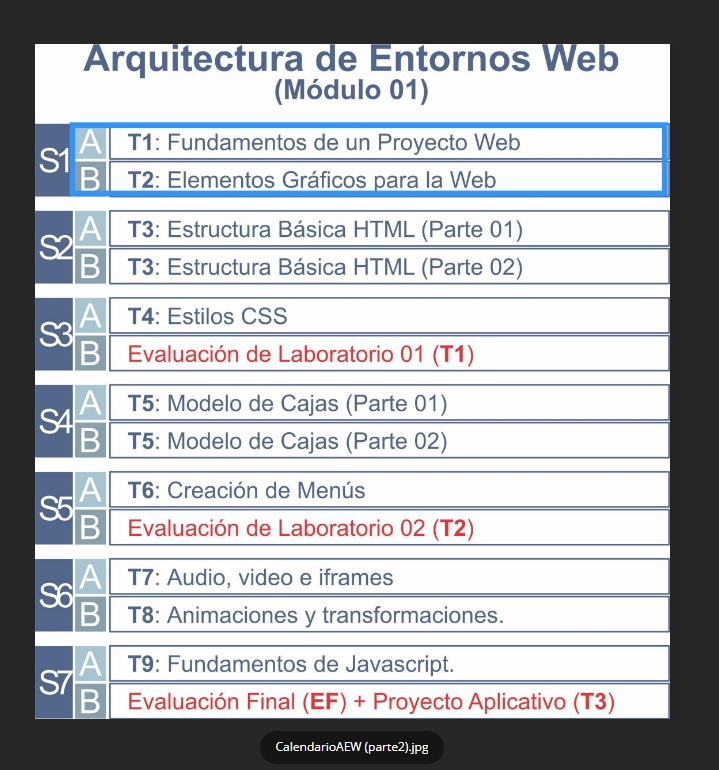 Arquitectura de Entornos Web
(Módulo 01)
S1
A T1: Fundamentos de un Proyecto Web
B T2: Elementos Gráficos para la Web
S2
A T3: Estructura Básica HTML (Parte 01)
B T3: Estructura Básica HTML (Parte 02)
S3
A T4: Estilos CSS
B Evaluación de Laboratorio 01 (T1)
S4
A T5: Modelo de Cajas (Parte 01)
B T5: Modelo de Cajas (Parte 02)
S5
A T6: Creación de Menús
B Evaluación de Laboratorio 02 (T2)
S6
A T7: Audio, video e iframes
B T8: Animaciones y transformaciones.
S7
A T9: Fundamentos de Javascript.
B Evaluación Final (EF) + Proyecto Aplicativo (T3)
CalendarioAEW (parte2).jpg